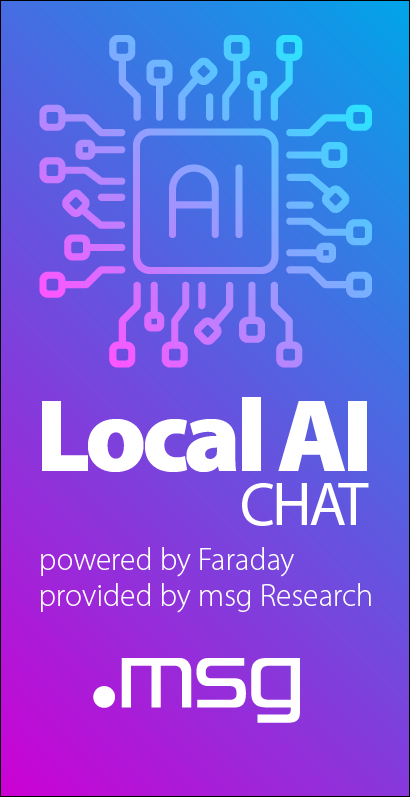 AI
Local AI
CHAT
powered by Faraday
provided by msg Research
.msg